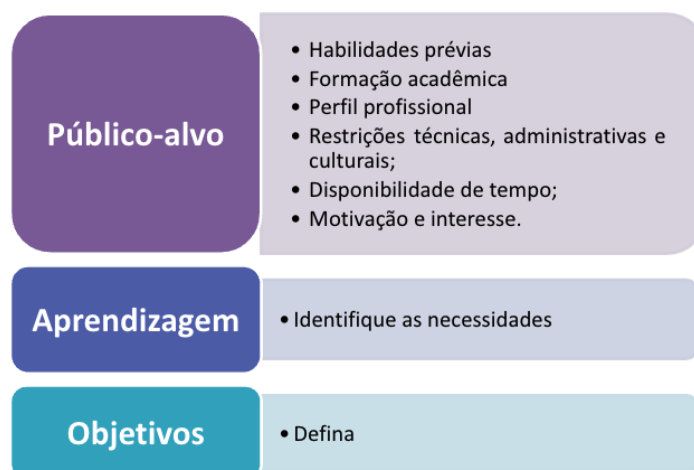 Público-alvo
• Habilidades prévias
• Formação acadêmica
• Perfil profissional
• Restrições técnicas, administrativas e
culturais;
• Disponibilidade de tempo;
• Motivação e interesse.
Aprendizagem
• Identifique as necessidades
Objetivos
• Defina